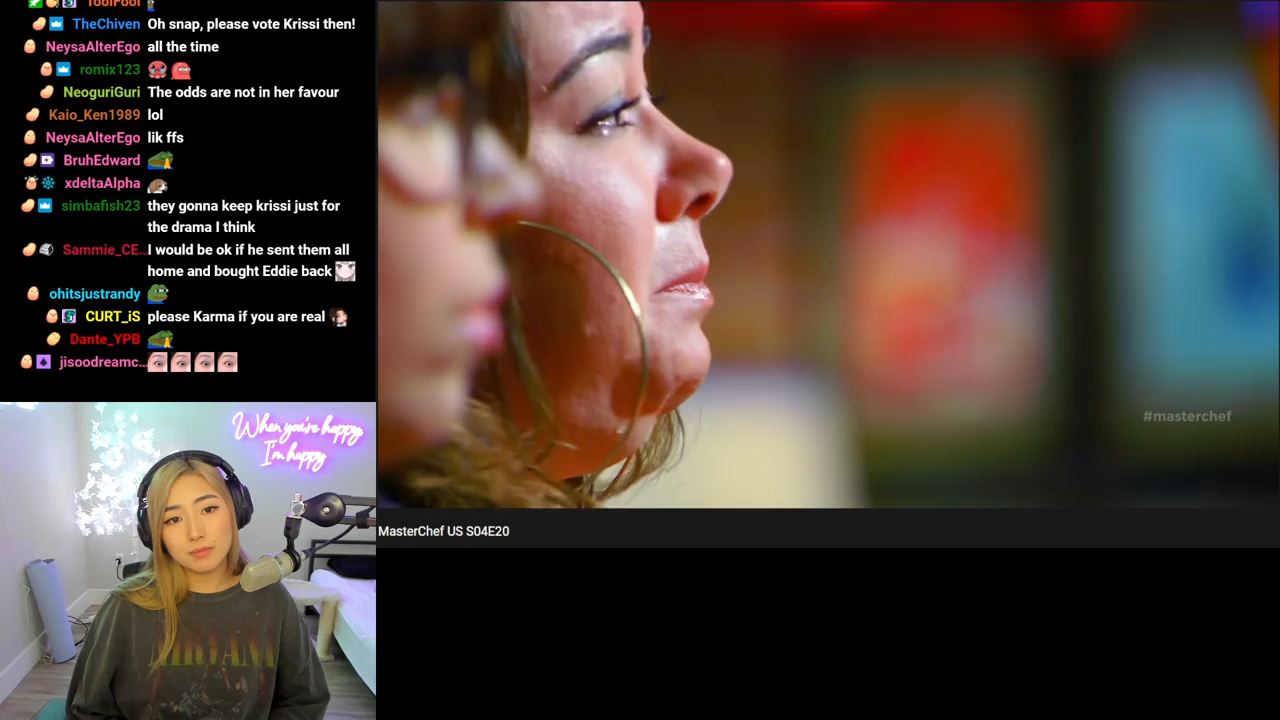 ToolFool
TheChiven Oh snap, please vote Krissi then!
NeysaAlterEgo all the time
romix123
NeoguriGuri The odds are not in her favour
Kaio_Ken1989 lol
NeysaAlterEgo lik ffs
BruhEdward
xdeltaAlpha
simbafish23 they gonna keep krissi just for
the drama I think
Sammie_CE… I would be ok if he sent them all
home and bought Eddie back
ohitsjustrandy
CURT_iS please Karma if you are real
Dante_YPB
jisoodreamc…
#masterchef
When you're happy
I'm happy
MasterChef US S04E20
NIRVANA